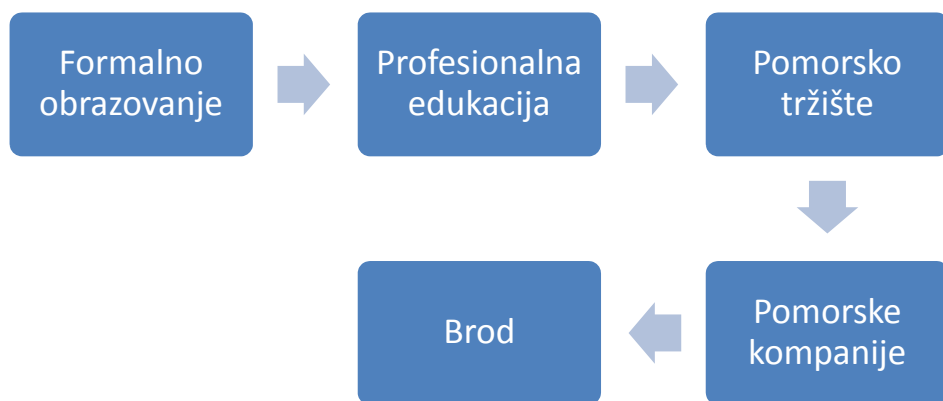 Formalno
obrazovanje
Profesionalna
edukacija
Pomorsko
tržište
Pomorske
kompanije
Brod